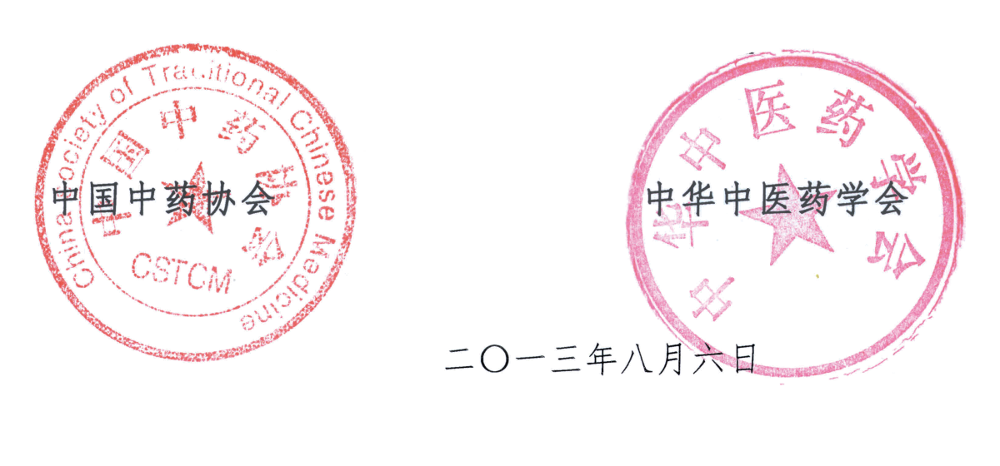 China Society of Traditional Chinese Medicine
中国中药协会
CSTCM
中华中医药学会
中国中药协会
中华中医药学会
二〇一三年八月六日